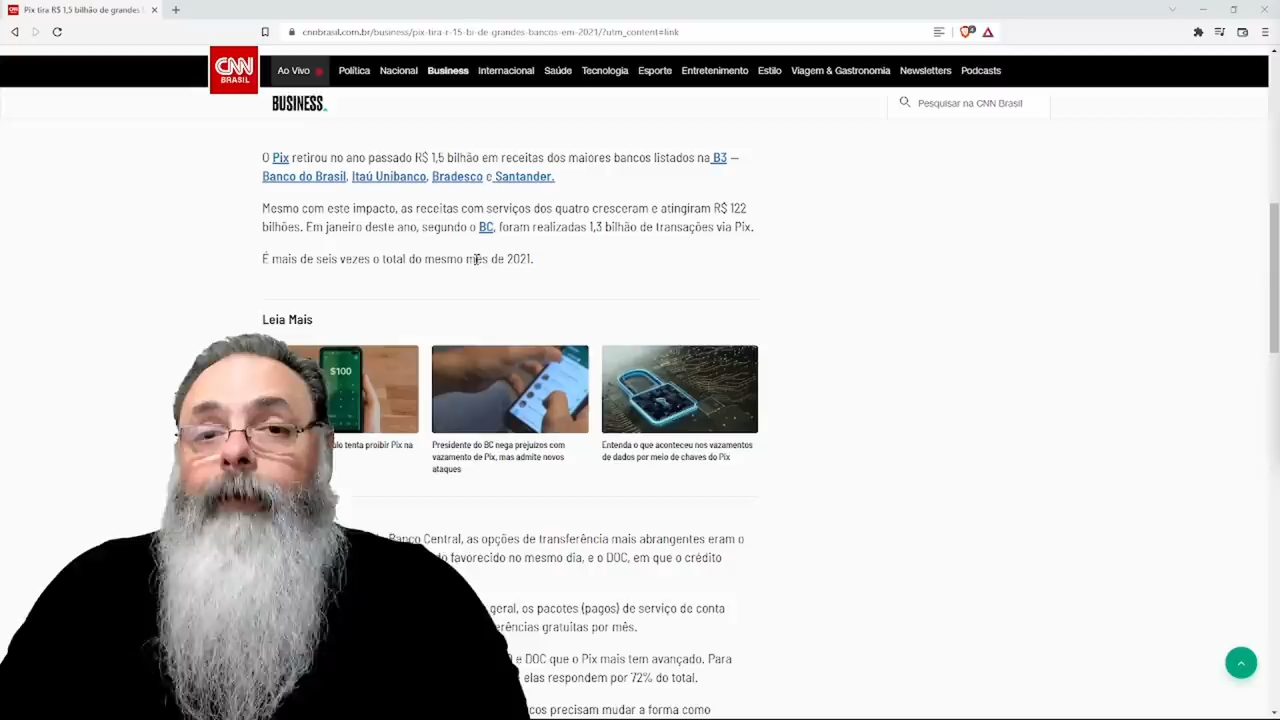 Pix tira R$ 1,5 bilhão de grandes
cnnbrasil.com.br/business/pix-tira-r-15-bi-de-grandes-bancos-em-2021/?utm_content=link
CNN
BRASIL
Ao Vivo Política Nacional Business Internacional Saúde Tecnologia Esporte Entretenimento Estilo Viagem & Gastronomia Newsletters Podcasts
BUSINESS.
Pesquisar na CNN Brasil
O Pix retirou no ano passado R$ 1,5 bilhão em receitas dos maiores bancos listados na B3 —
Banco do Brasil, Itaú Unibanco, Bradesco e Santander.
Mesmo com este impacto, as receitas com serviços dos quatro cresceram e atingiram R$ 122
bilhões. Em janeiro deste ano, segundo o BC, foram realizadas 1,3 bilhão de transações via Pix.
É mais de seis vezes o total do mesmo mês de 2021.
Leia Mais
$100
tenta proibir Pix na
Presidente do BC nega prejuízos com
vazamento de Pix, mas admite novos
ataques
Entenda o que aconteceu nos vazamentos
de dados por meio de chaves do Pix
Banco Central, as opções de transferência mais abrangentes eram o
favorecido no mesmo dia, e o DOC, em que o crédito
geral, os pacotes (pagos) de serviço de conta
gratuitas por mês.
e DOC que o Pix mais tem avançado. Para
elas respondem por 72% do total.
precisam mudar a forma como